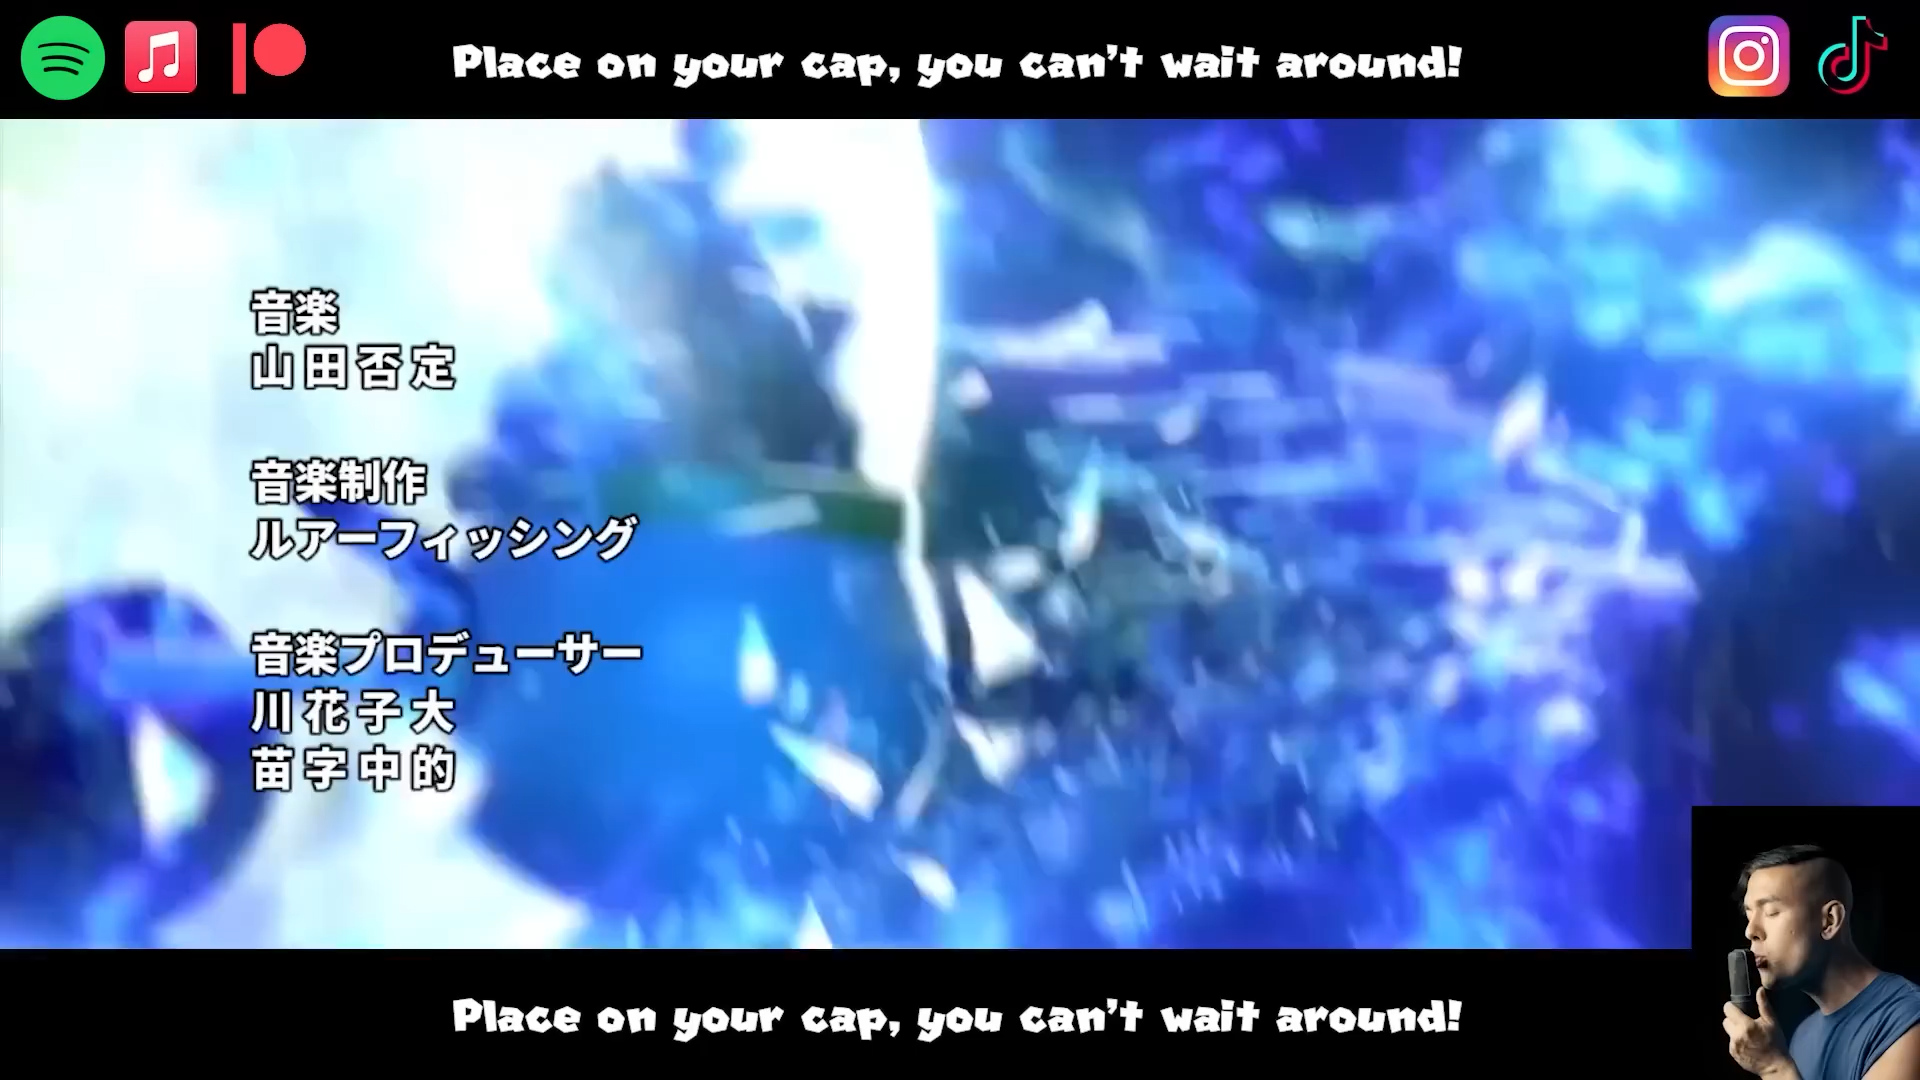 Place on your cap, you can't wait around!
音楽
山田否定
音楽制作
ルアーフィッシング
音楽プロデューサー
川花子大
苗字中的
Place on your cap, you can't wait around!